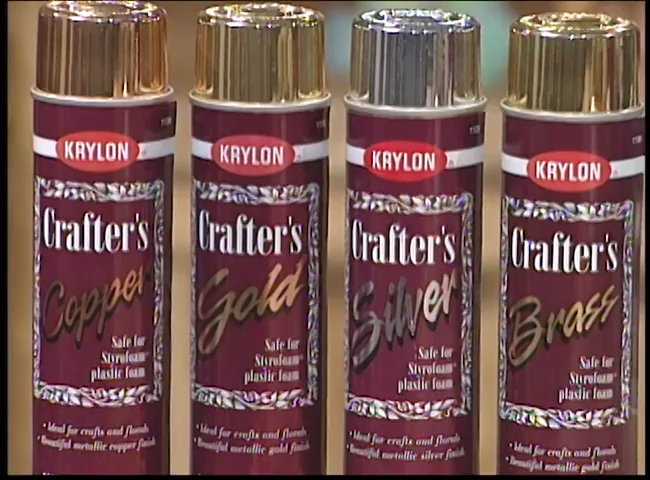 KRYLON
Crafter's
Copper
Safe for
Styrofoam
plastic foam
• Ideal for crafts and florals
• Beautiful metallic copper finish
KRYLON
Crafter's
Gold
Safe for
Styrofoam
plastic foam
• Ideal for crafts and florals
• Beautiful metallic gold finish
KRYLON
Crafter's
Silver
Safe for
Styrofoam
plastic foam
• Ideal for crafts and florals
• Beautiful metallic silver finish
KRYLON
Crafter's
Brass
Safe for
Styrofoam
plastic foam
• Ideal for crafts and florals
• Beautiful metallic gold finish